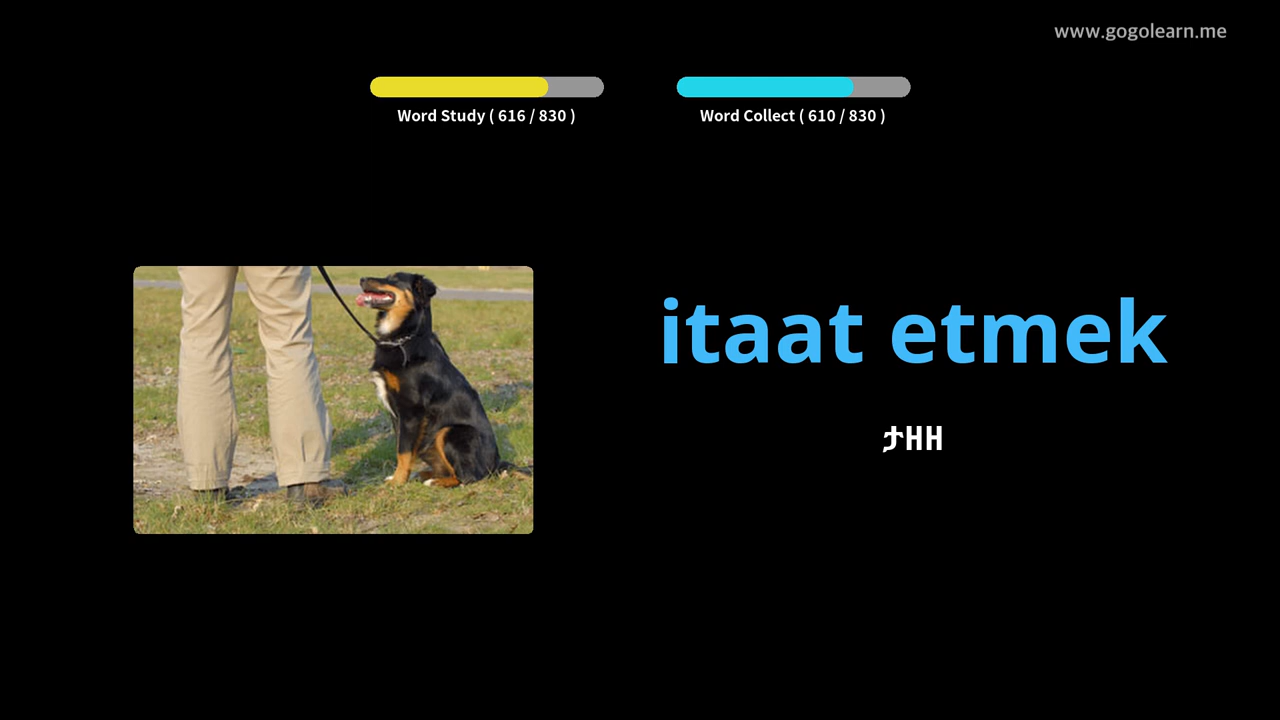 www.gogolearn.me
Word Study ( 616 / 830 )
Word Collect ( 610 / 830 )
itaat etmek
ታዘዘ